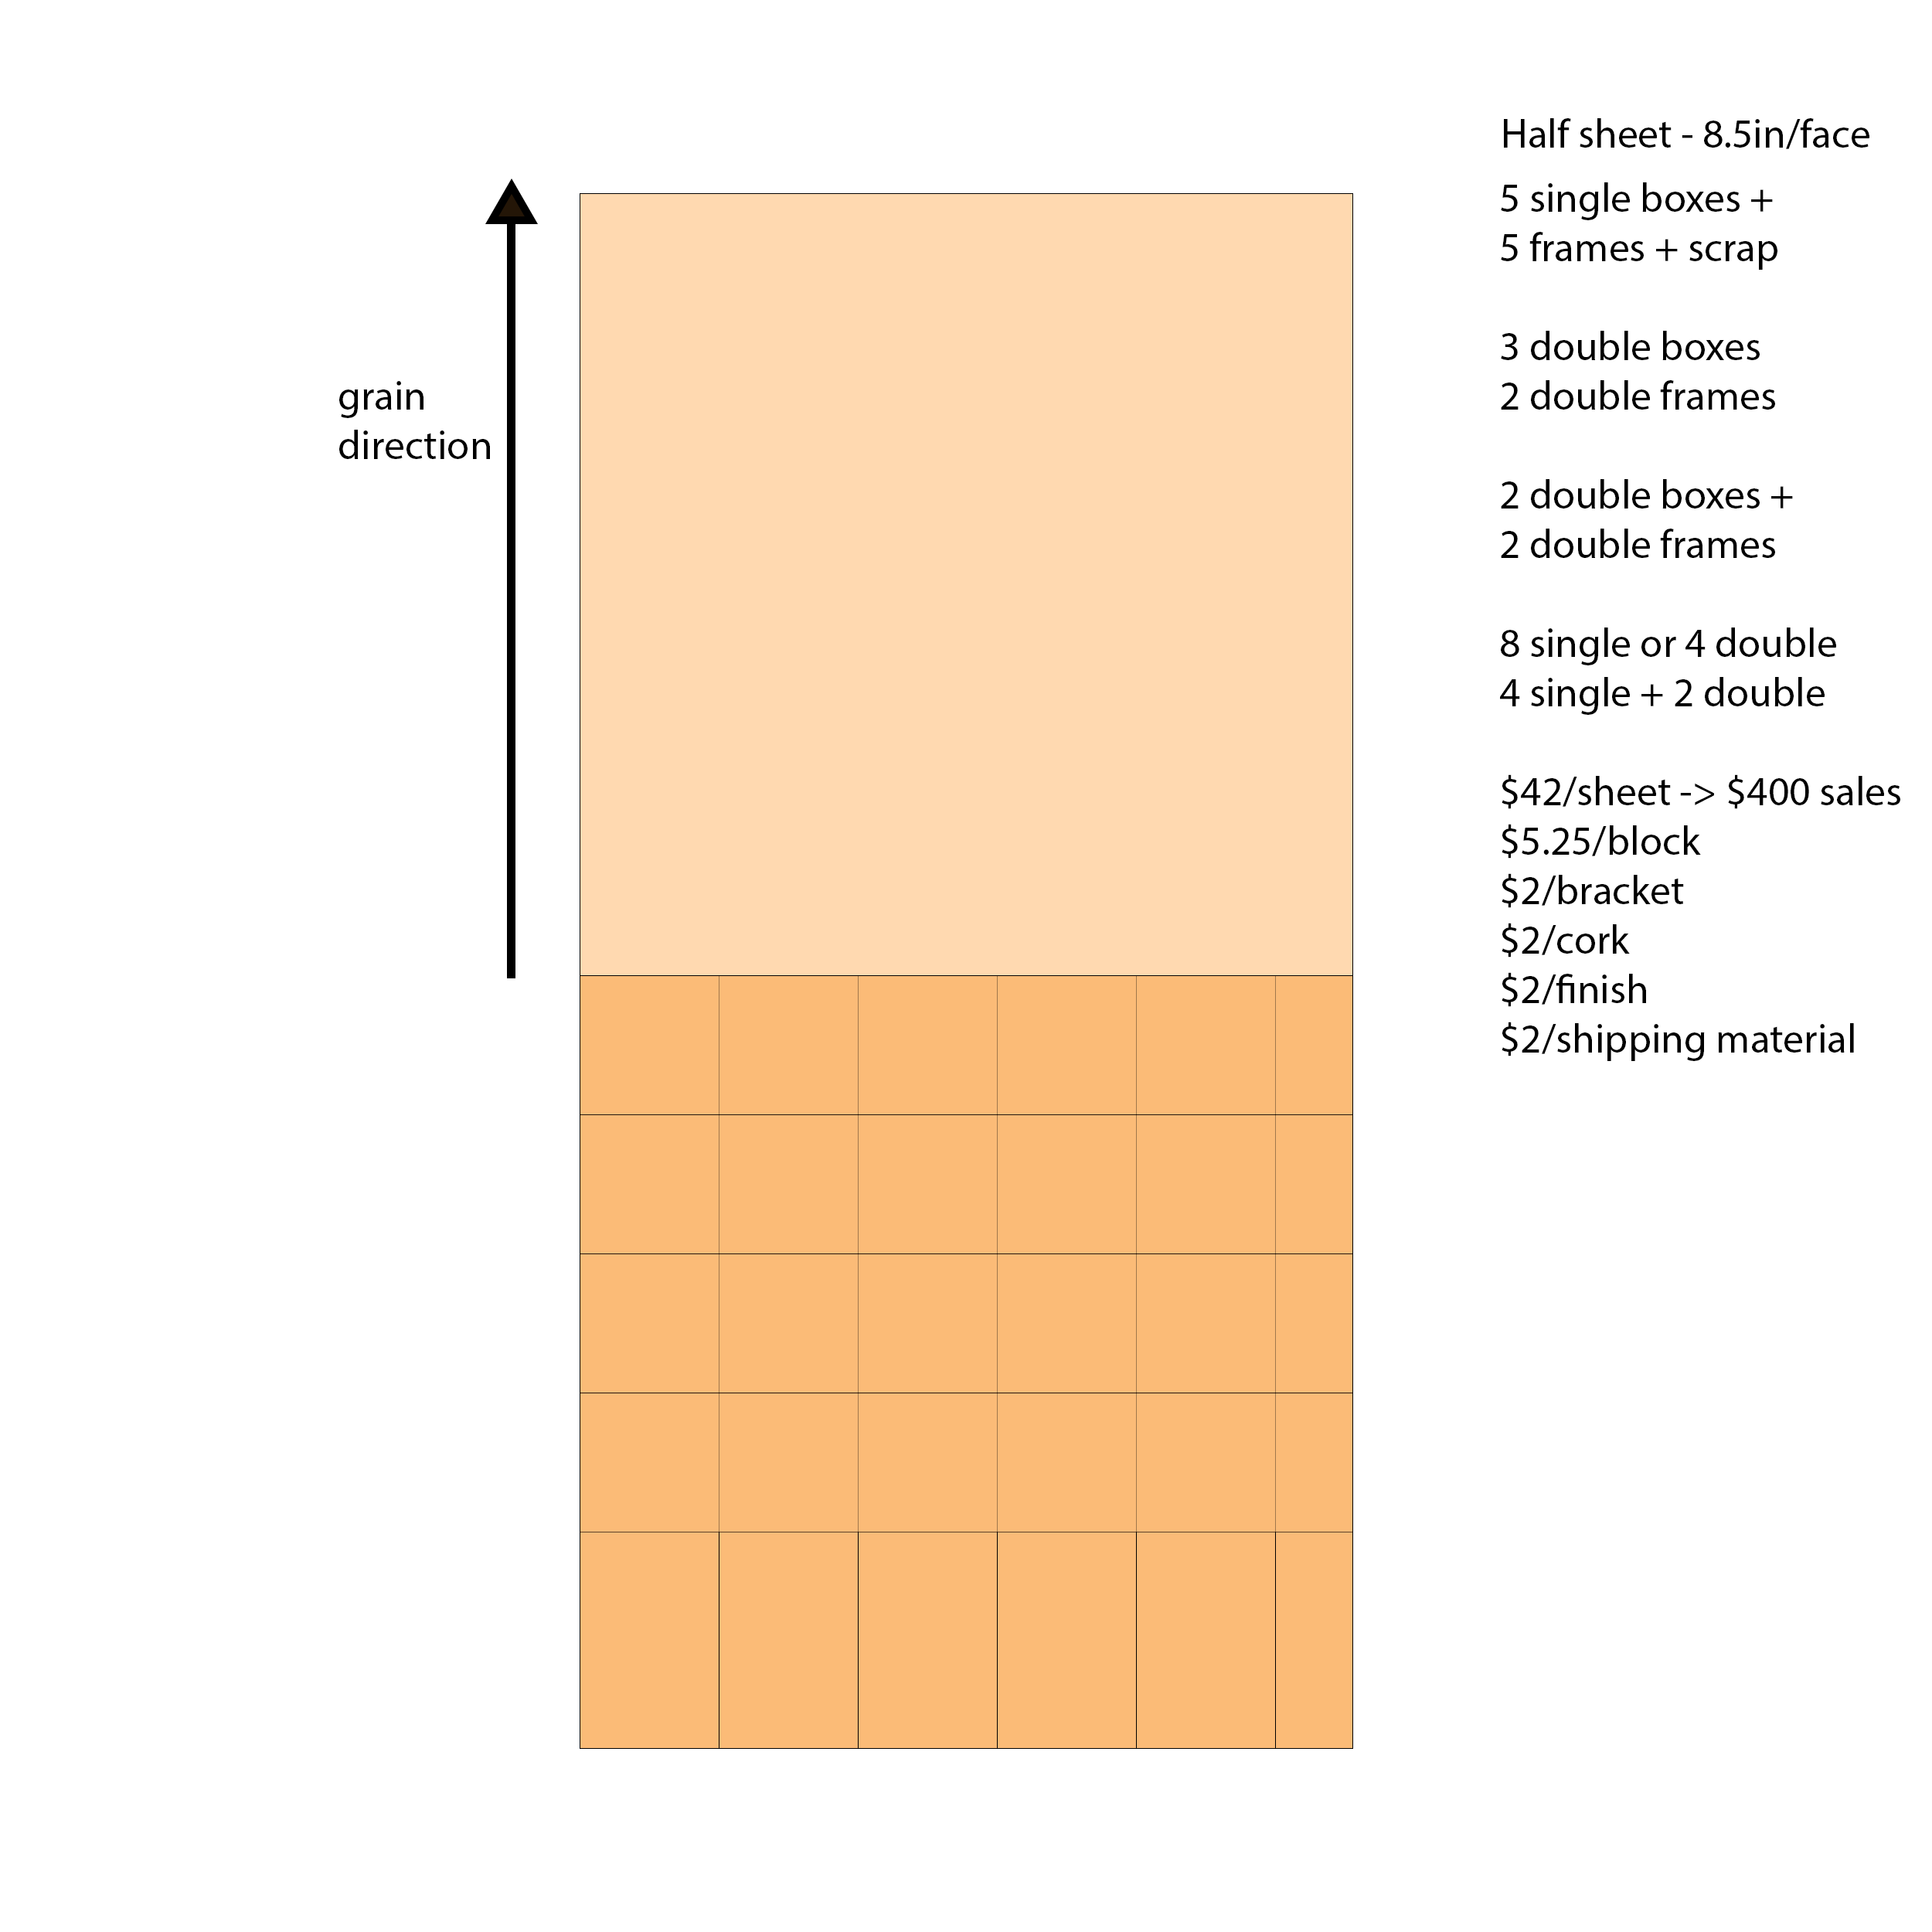 grain
direction
Half sheet - 8.5in/face
5 single boxes +
5 frames + scrap
3 double boxes
2 double frames
2 double boxes +
2 double frames
8 single or 4 double
4 single + 2 double
$42/sheet -> $400 sales
$5.25/block
$2/bracket
$2/cork
$2/finish
$2/shipping material